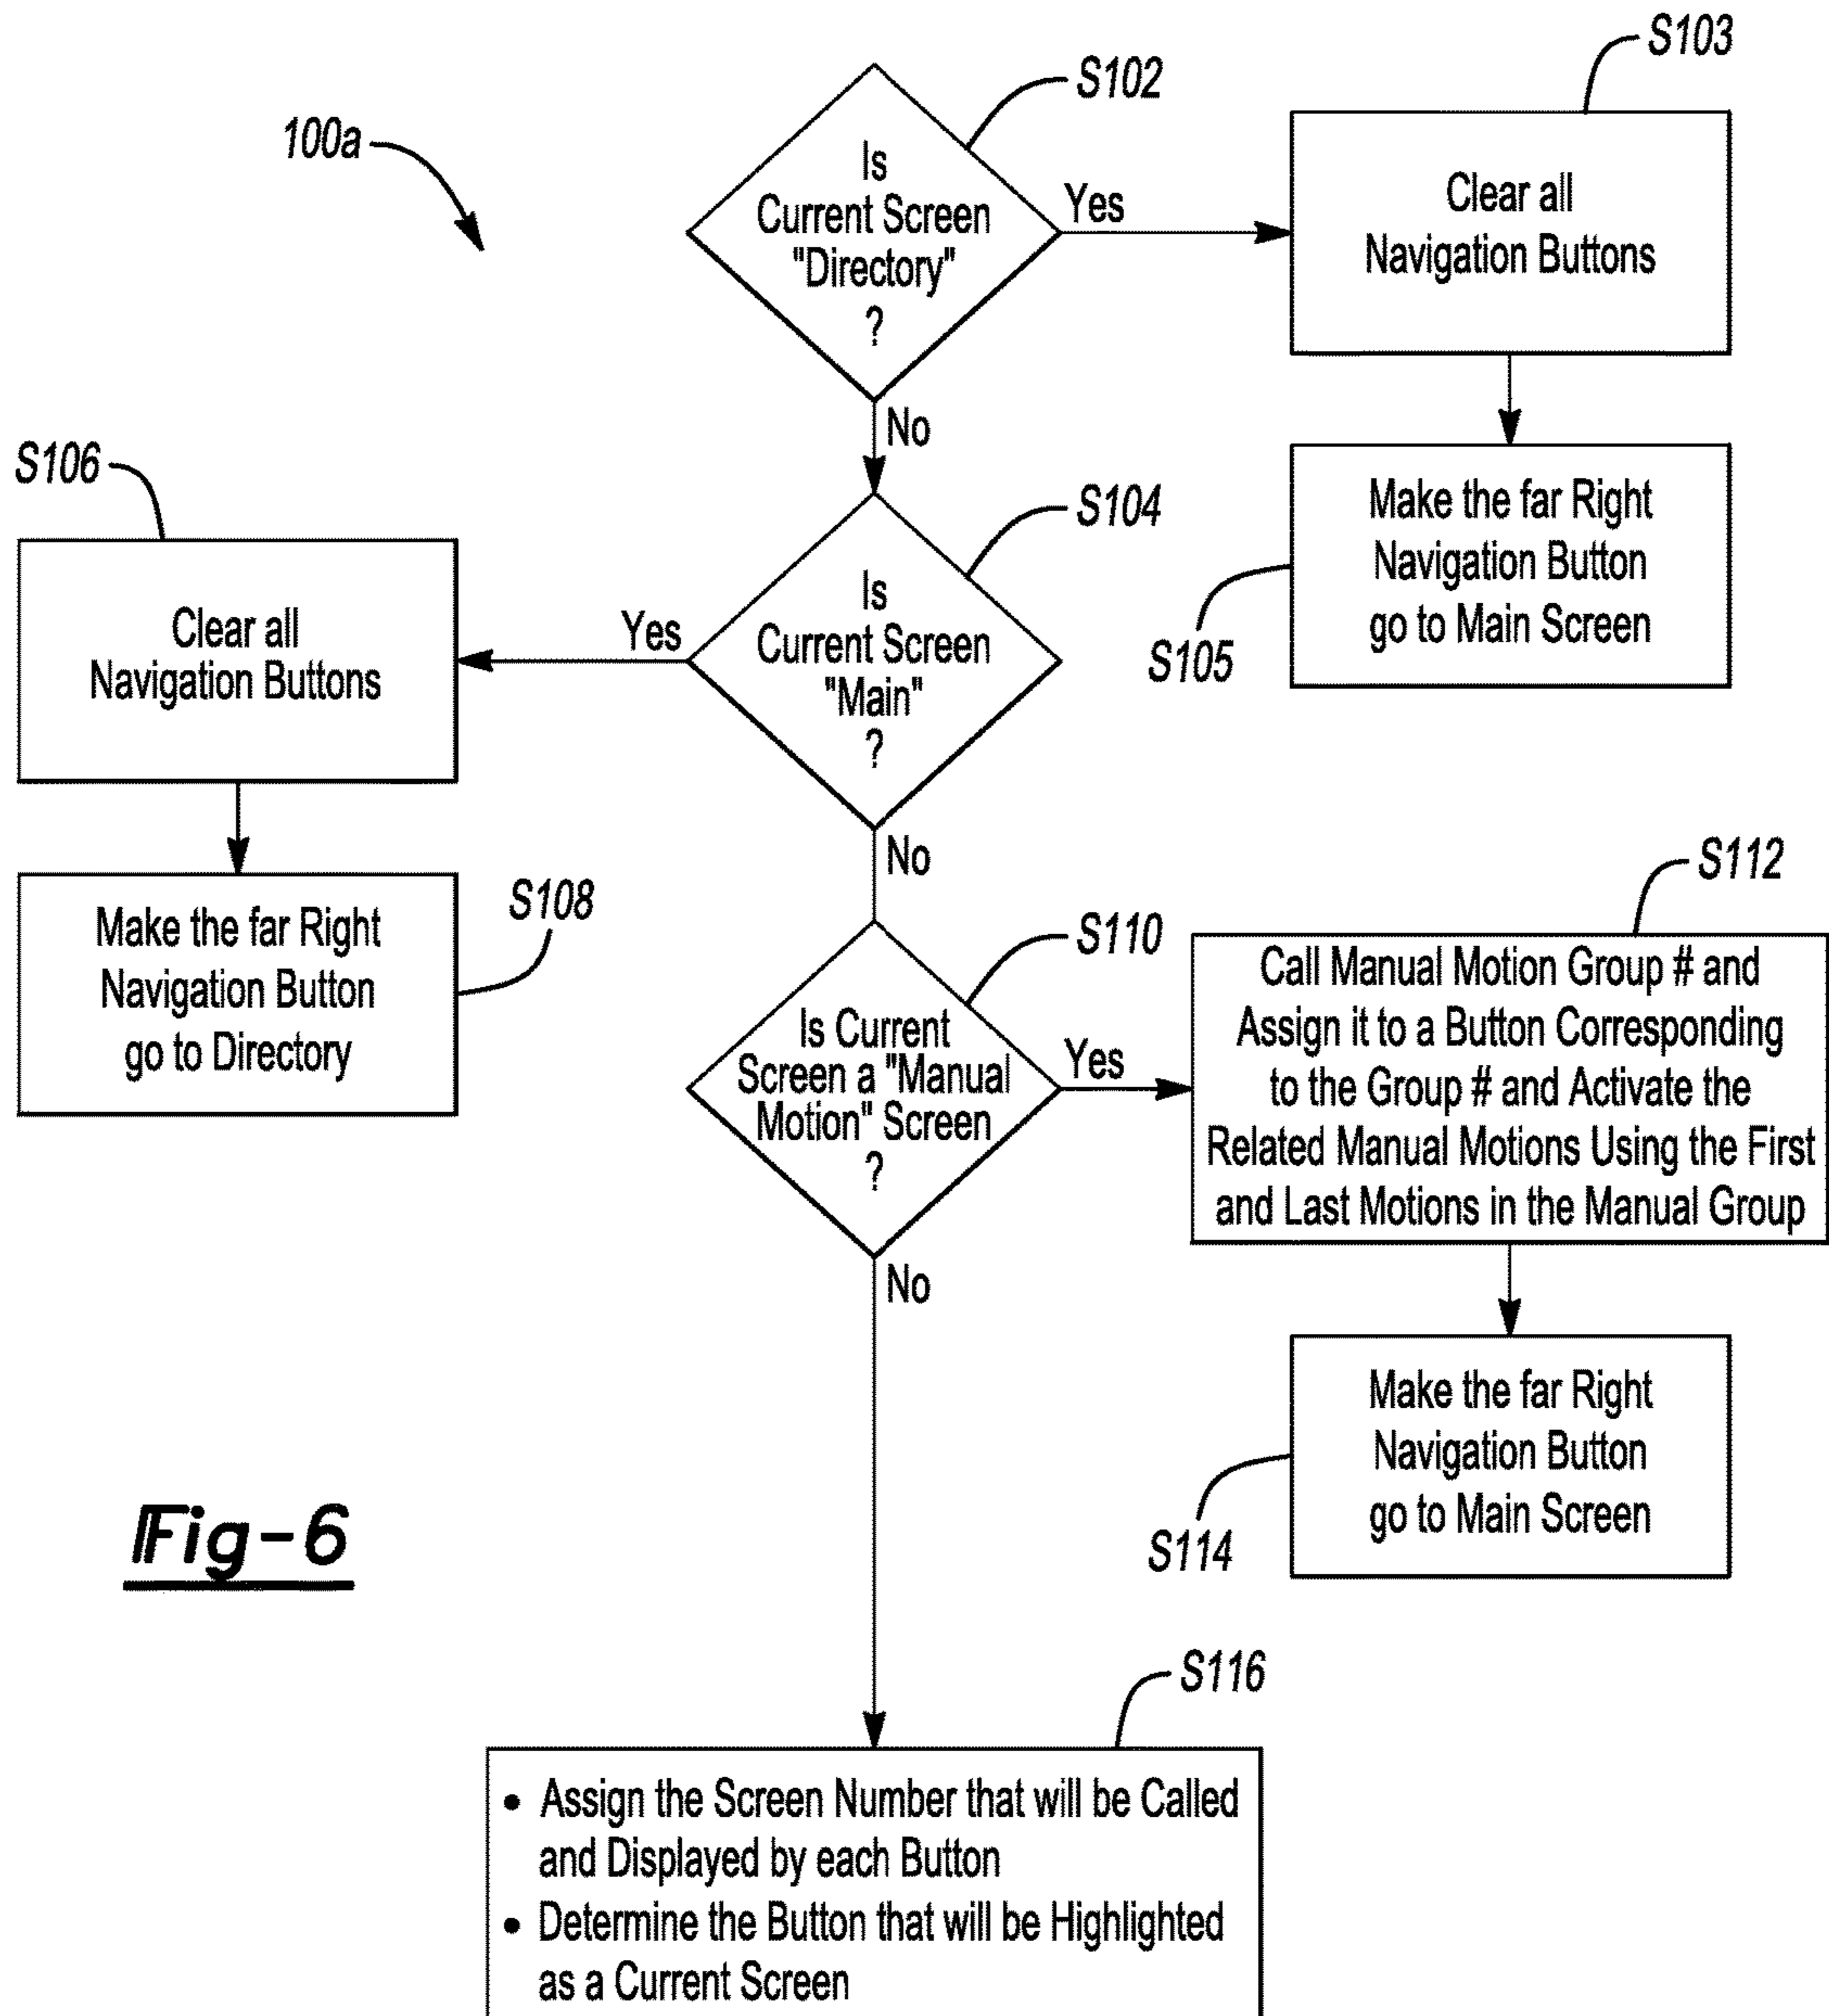 S103
S102
100a
Is
Current Screen
"Directory"
?
Yes
Clear all
Navigation Buttons
No
S106
S104
Make the far Right
Navigation Button
go to Main Screen
S105
Is
Current Screen
"Main"
?
Yes
Clear all
Navigation Buttons
No
S108
Make the far Right
Navigation Button
go to Directory
S112
S110
Is Current
Screen a "Manual
Motion" Screen
?
Yes
Call Manual Motion Group # and
Assign it to a Button Corresponding
to the Group # and Activate the
Related Manual Motions Using the First
and Last Motions in the Manual Group
No
Make the far Right
Navigation Button
go to Main Screen
S114
Fig-6
S116
• Assign the Screen Number that will be Called
and Displayed by each Button
• Determine the Button that will be Highlighted
as a Current Screen